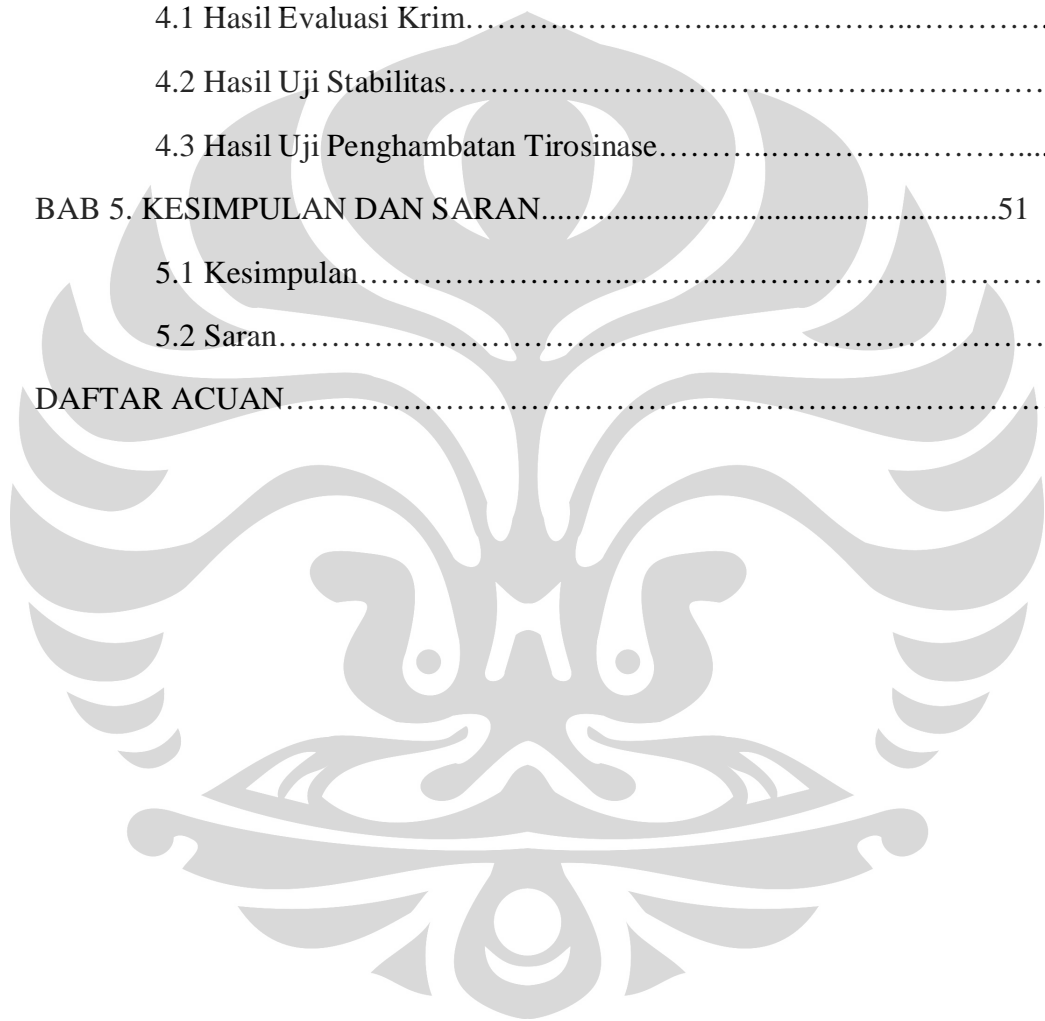 4.1 Hasil Evaluasi Krim………..…………...……………..………….
4.2 Hasil Uji Stabilitas………..…………………………..……………
4.3 Hasil Uji Penghambatan Tirosinase………..…………...………....
BAB 5. KESIMPULAN DAN SARAN..........................................................51
5.1 Kesimpulan……………………...……...………………….…………
5.2 Saran…………………………………………………………………
DAFTAR ACUAN……………………………………………………………….